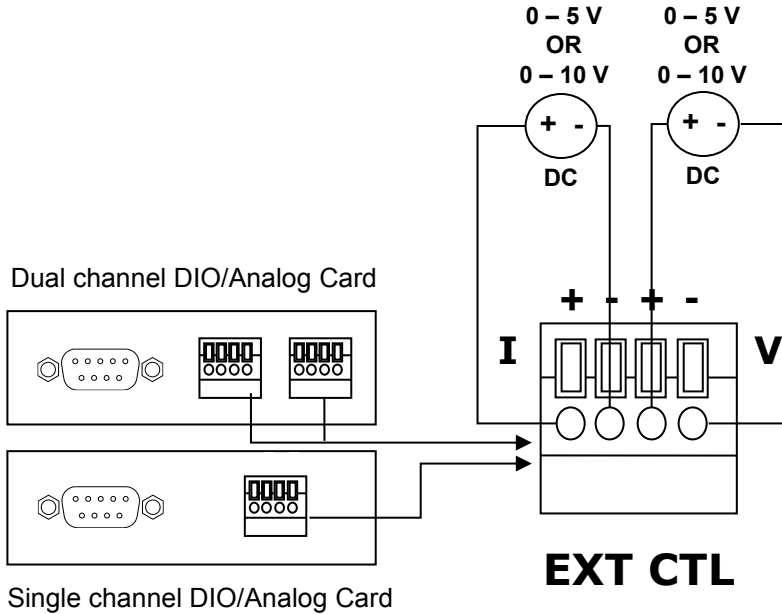 0 – 5 V
OR
0 – 10 V
+ -
DC
0 – 5 V
OR
0 – 10 V
+ -
DC
Dual channel DIO/Analog Card
+ - + -
I
V
EXT CTL
Single channel DIO/Analog Card